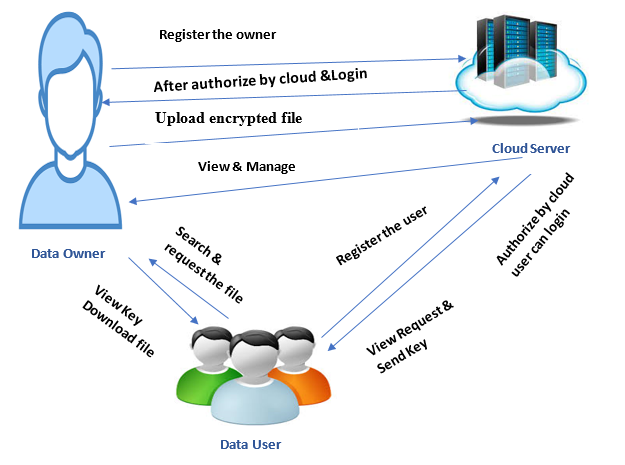 Register the owner
After authorize by cloud &Login
Upload encrypted file
Cloud Server
View & Manage
Data Owner
Search &
request the file
Register the user
Authorize by cloud
user can login
View Key
Download file
View Request &
Send Key
Data User